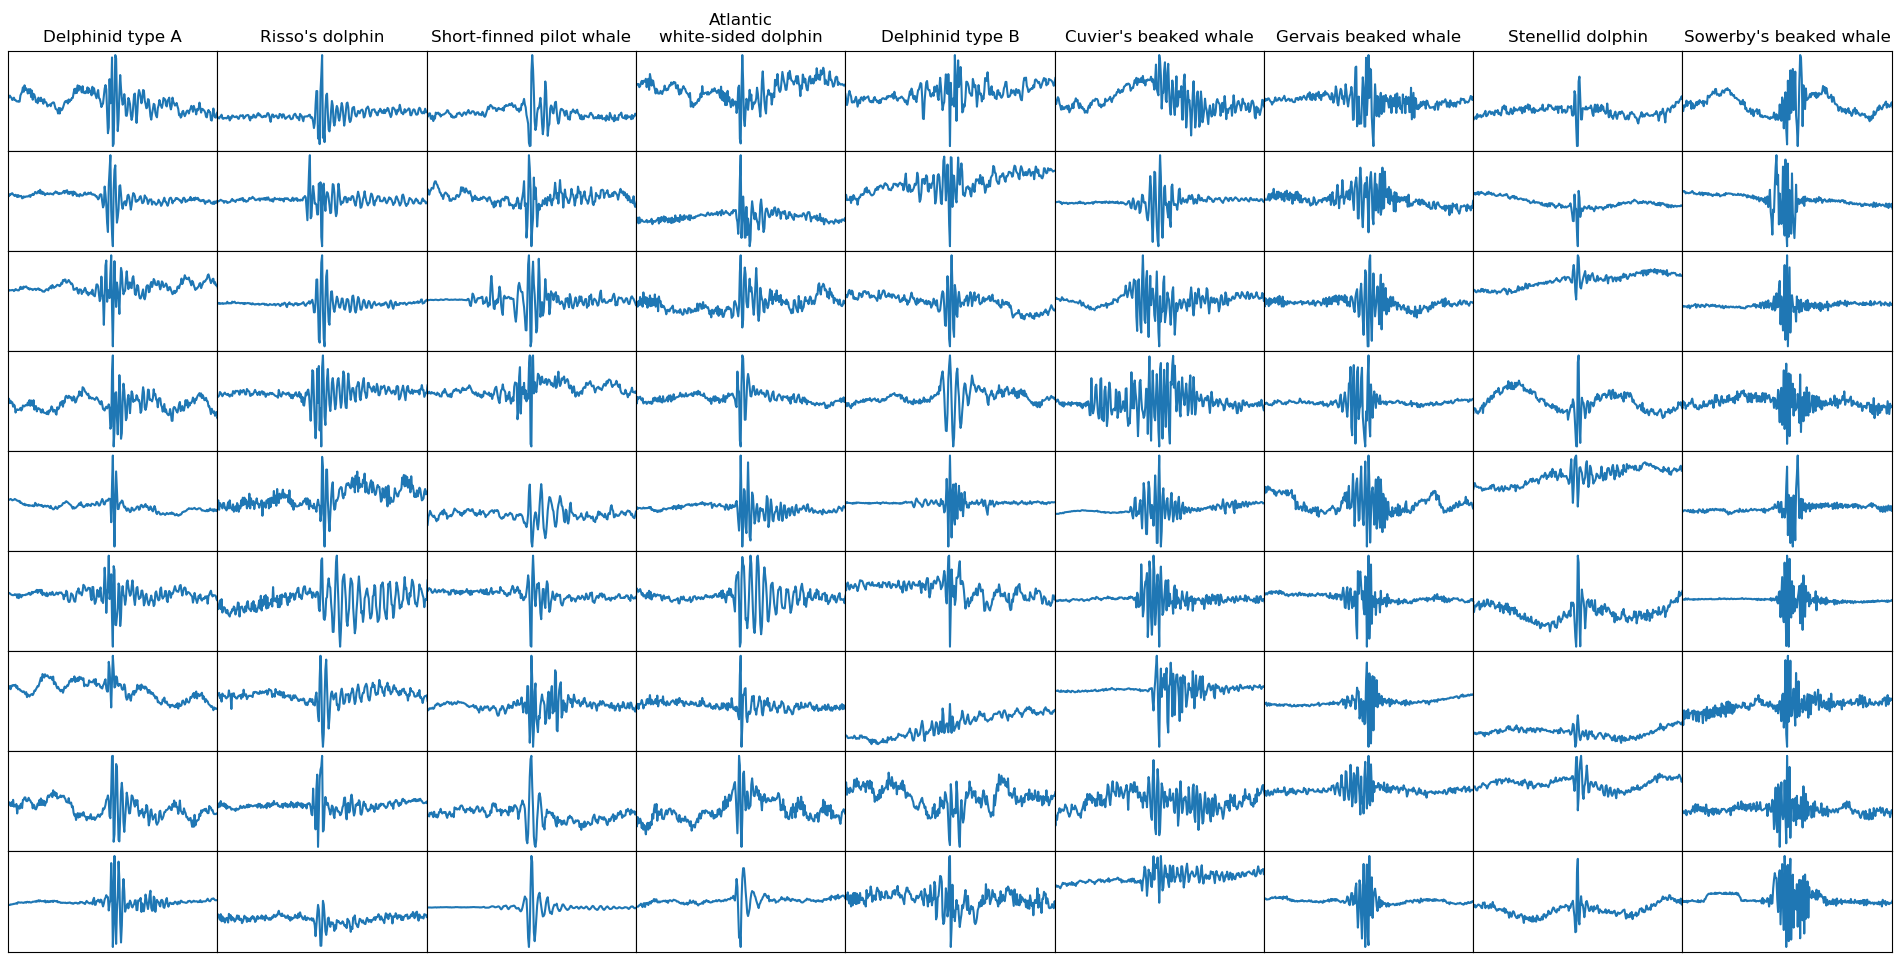 Delphinid type A
Risso's dolphin
Short-finned pilot whale
Atlantic
white-sided dolphin
Delphinid type B
Cuvier's beaked whale
Gervais beaked whale
Stenellid dolphin
Sowerby's beaked whale